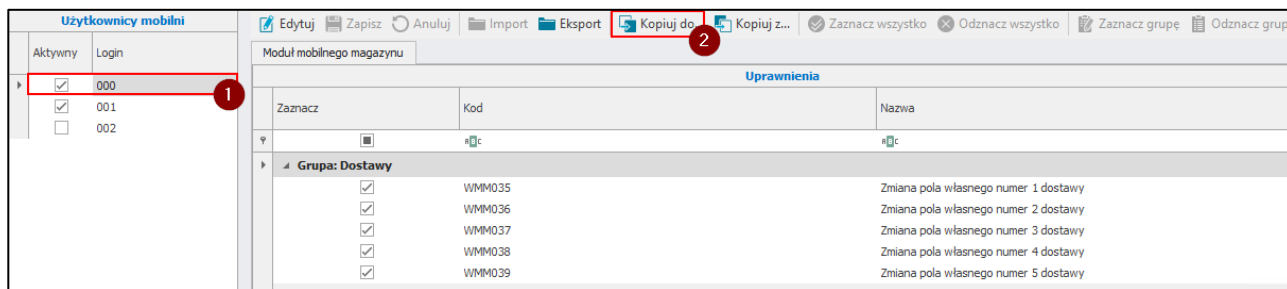 Użytkownicy mobilni
Aktywny Login
000
1
001
002
Edytuj Zapisz Anuluj Import Eksport Kopiuj do... Kopiuj z... Zaznacz wszystko Odznacz wszystko Zaznacz grupę Odznacz grup
2
Moduł mobilnego magazynu
Uprawnienia
Zaznacz Kod Nazwa
Grupa: Dostawy
WMM035 Zmiana pola własnego numer 1 dostawy
WMM036 Zmiana pola własnego numer 2 dostawy
WMM037 Zmiana pola własnego numer 3 dostawy
WMM038 Zmiana pola własnego numer 4 dostawy
WMM039 Zmiana pola własnego numer 5 dostawy